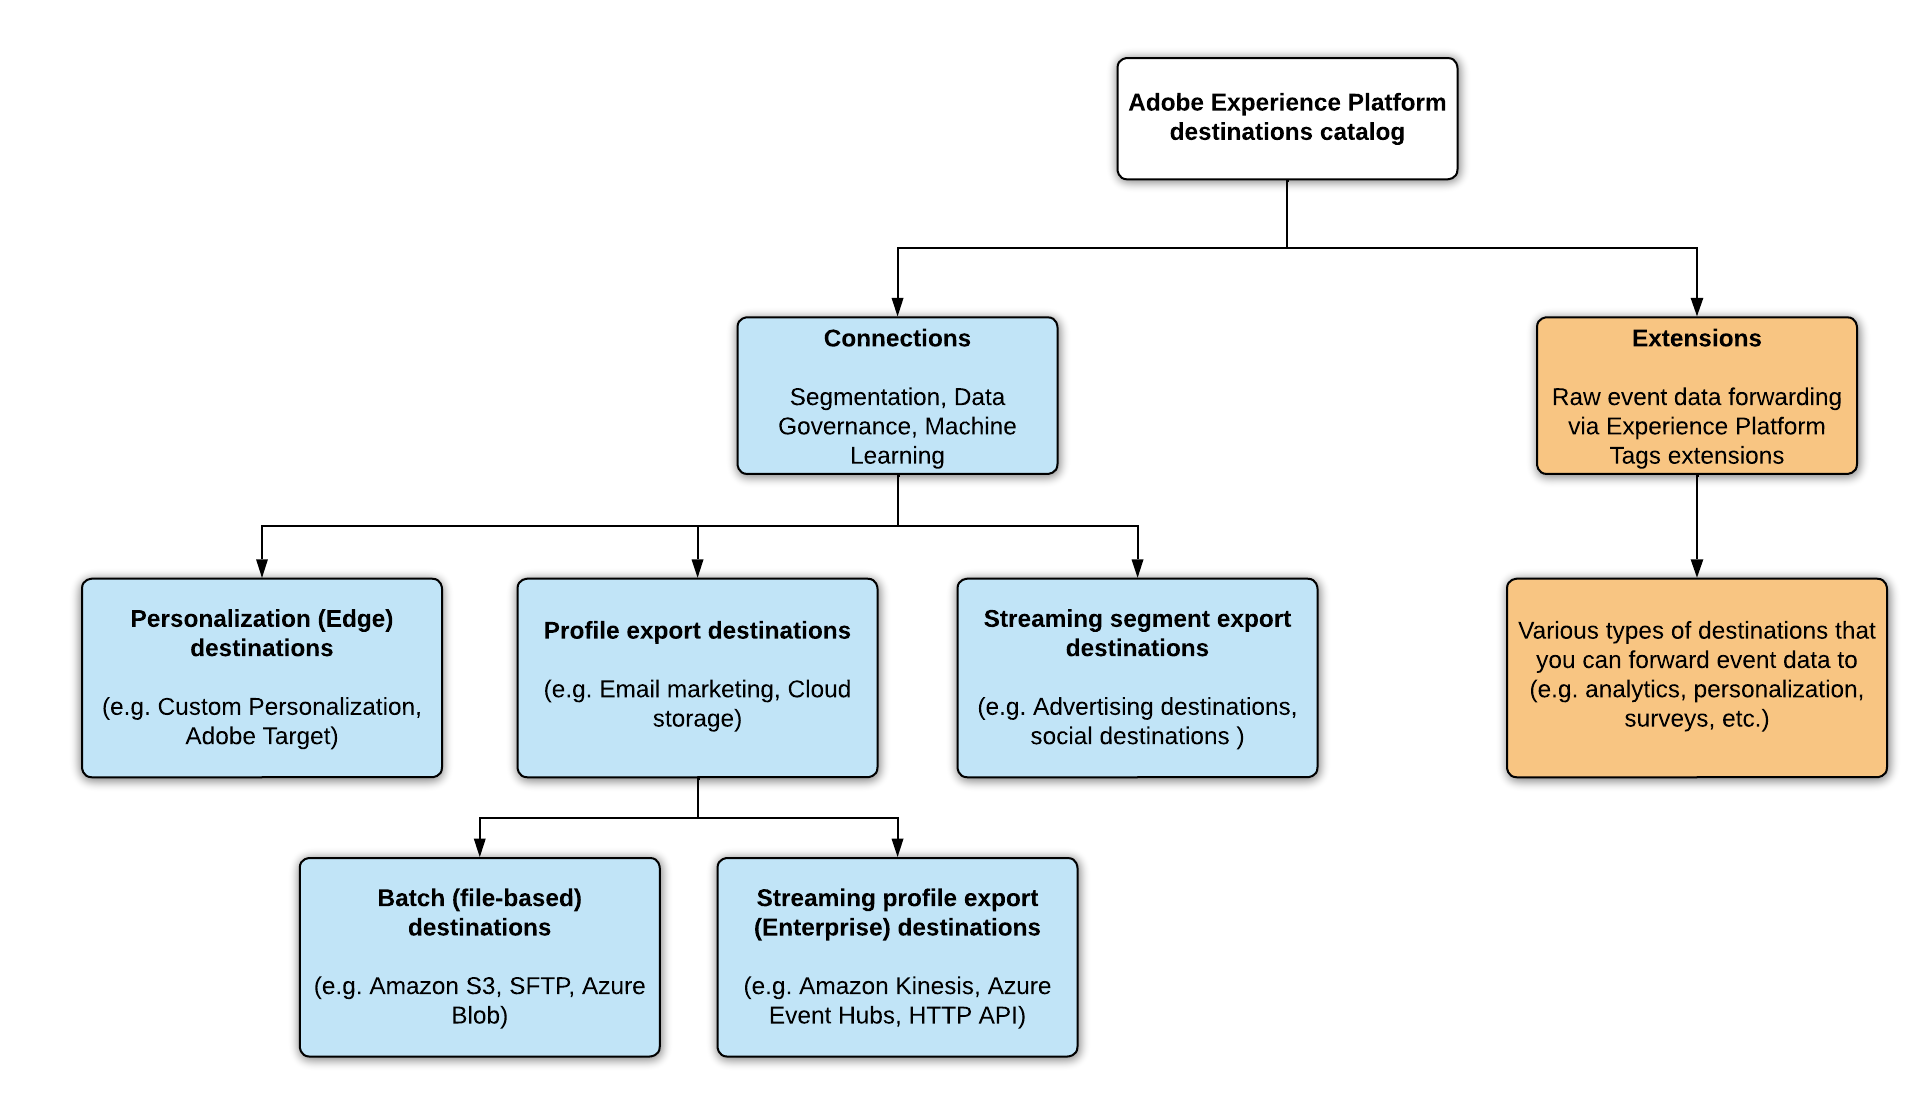 Adobe Experience Platform
destinations catalog
Connections
Segmentation, Data
Governance, Machine
Learning
Extensions
Raw event data forwarding
via Experience Platform
Tags extensions
Personalization (Edge)
destinations
(e.g. Custom Personalization,
Adobe Target)
Profile export destinations
(e.g. Email marketing, Cloud
storage)
Streaming segment export
destinations
(e.g. Advertising destinations,
social destinations )
Various types of destinations that
you can forward event data to
(e.g. analytics, personalization,
surveys, etc.)
Batch (file-based)
destinations
(e.g. Amazon S3, SFTP, Azure
Blob)
Streaming profile export
(Enterprise) destinations
(e.g. Amazon Kinesis, Azure
Event Hubs, HTTP API)